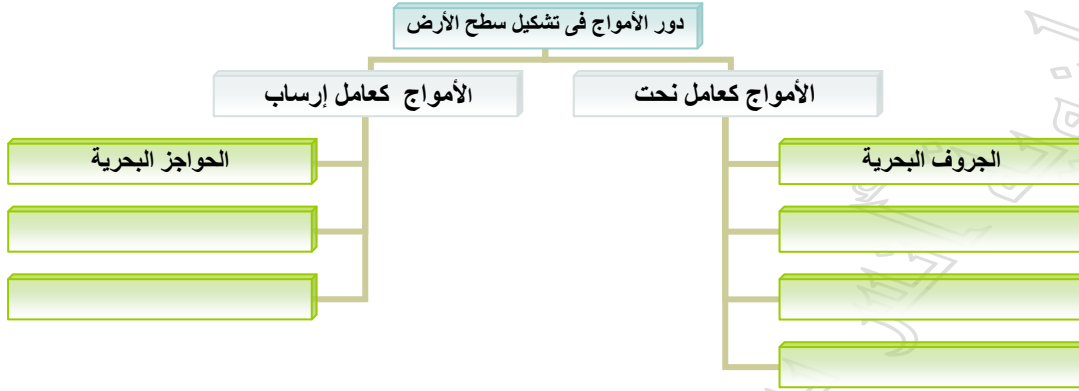 دور الأمواج فى تشكيل سطح الأرض
الأمواج كعامل نحت
الأمواج كعامل إرساب
الجروف البحرية
الحواجز البحرية